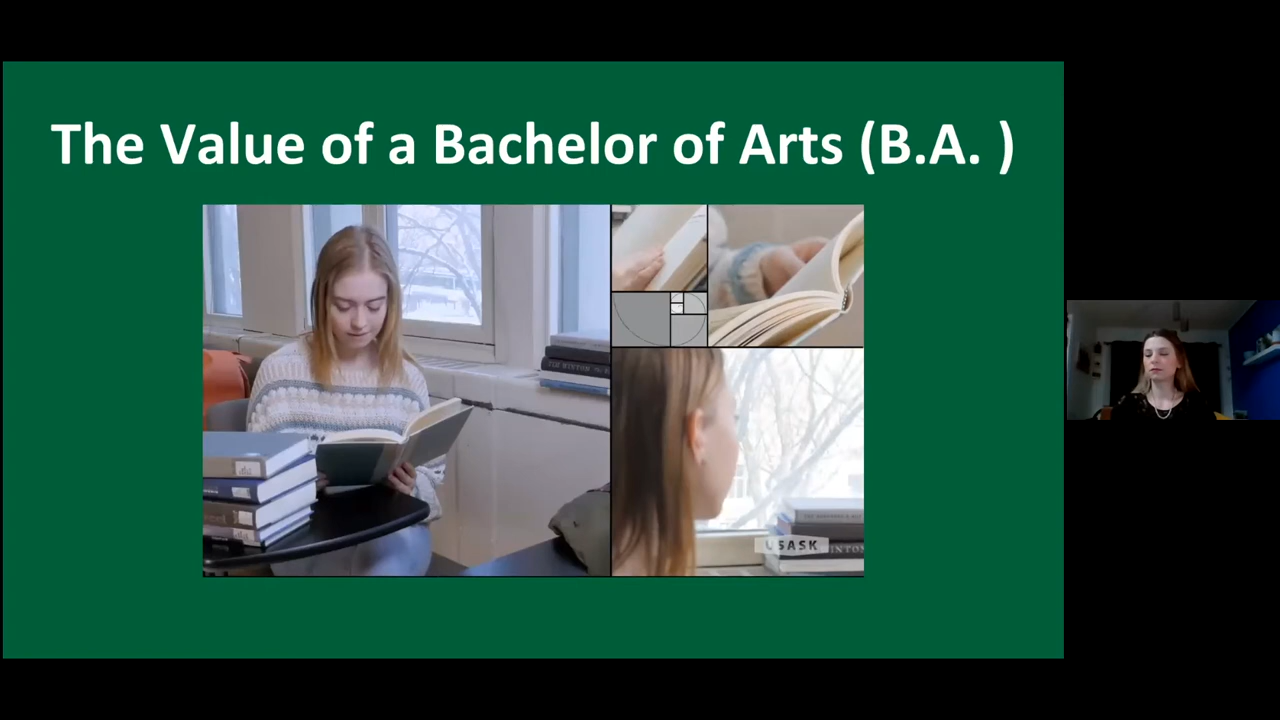 The Value of a Bachelor of Arts (B.A. )
USASK